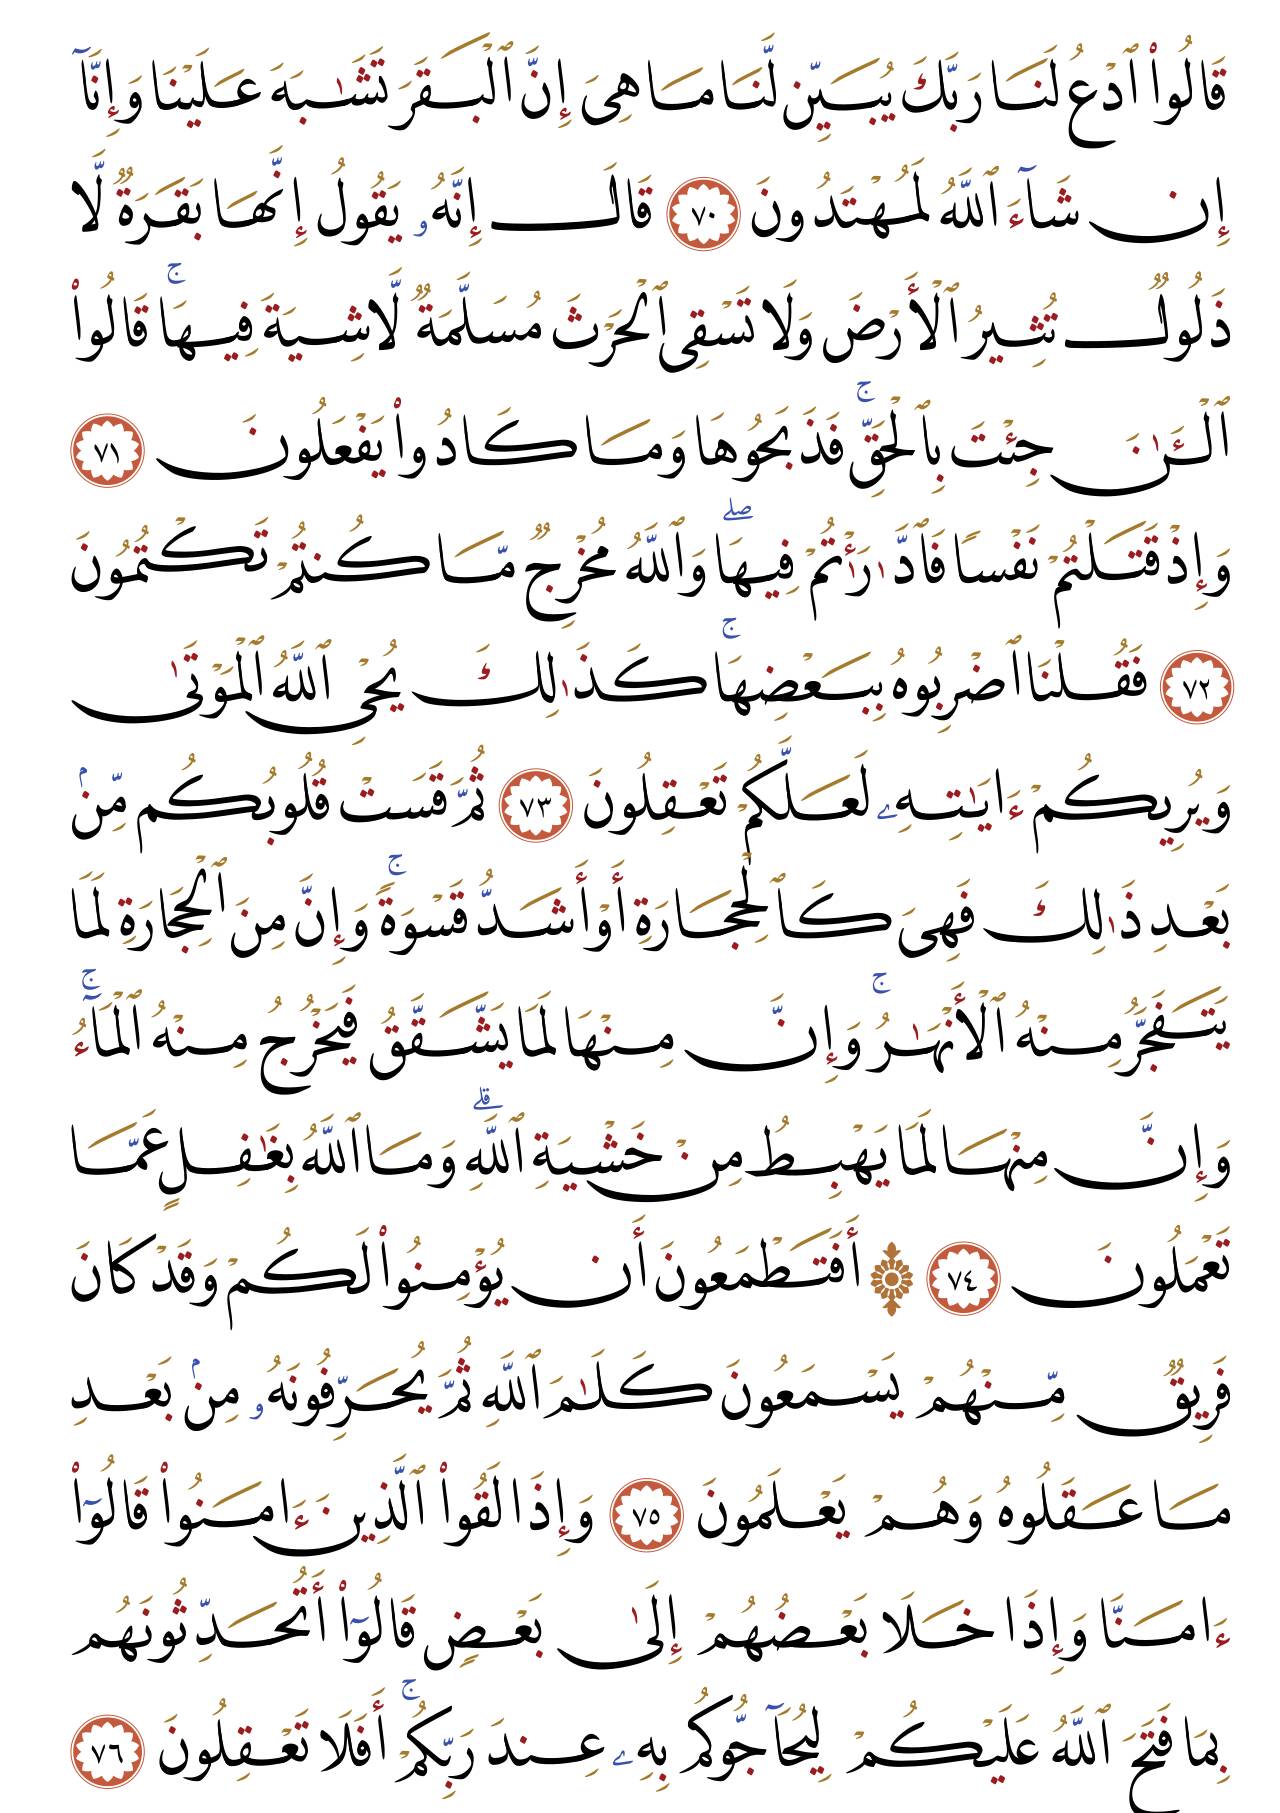 قَالُوا۟ ٱدْعُ لَنَا رَبَّكَ يُبَيِّن لَّنَا مَا هِىَ إِنَّ ٱلْبَقَرَ تَشَـٰبَهَ عَلَيْنَا وَإِنَّآ
إِن شَآءَ ٱللَّهُ لَمُهْتَدُونَ ٧٠ قَالَ إِنَّهُۥ يَقُولُ إِنَّهَا بَقَرَةٌ لَّا
ذَلُولٌ تُثِيرُ ٱلْأَرْضَ وَلَا تَسْقِى ٱلْحَرْثَ مُسَلَّمَةٌ لَّا شِيَةَ فِيهَا ۚ قَالُوا۟
ٱلْـَٔـٰنَ جِئْتَ بِٱلْحَقِّ ۚ فَذَبَحُوهَا وَمَا كَادُوا۟ يَفْعَلُونَ ٧١
وَإِذْ قَتَلْتُمْ نَفْسًا فَٱدَّٰرَْٰٔتُمْ فِيهَا ۖ وَٱللَّهُ مُخْرِجٌ مَّا كُنتُمْ تَكْتُمُونَ
٧٢ فَقُلْنَا ٱضْرِبُوهُ بِبَعْضِهَا ۚ كَذَٰلِكَ يُحْىِ ٱللَّهُ ٱلْمَوْتَىٰ
وَيُرِيكُمْ ءَايَـٰتِهِۦ لَعَلَّكُمْ تَعْقِلُونَ ٧٣ ثُمَّ قَسَتْ قُلُوبُكُم مِّنۢ
بَعْدِ ذَٰلِكَ فَهِىَ كَٱلْحِجَارَةِ أَوْ أَشَدُّ قَسْوَةً ۚ وَإِنَّ مِنَ ٱلْحِجَارَةِ لَمَا
يَتَفَجَّرُ مِنْهُ ٱلْأَنْهَـٰرُ ۚ وَإِنَّ مِنْهَا لَمَا يَشَّقَّقُ فَيَخْرُجُ مِنْهُ ٱلْمَآءُ ۚ
وَإِنَّ مِنْهَا لَمَا يَهْبِطُ مِنْ خَشْيَةِ ٱللَّهِ ۗ وَمَا ٱللَّهُ بِغَـٰفِلٍ عَمَّا
تَعْمَلُونَ ٧٤ ۞ أَفَتَطْمَعُونَ أَن يُؤْمِنُوا۟ لَكُمْ وَقَدْ كَانَ
فَرِيقٌ مِّنْهُمْ يَسْمَعُونَ كَلَـٰمَ ٱللَّهِ ثُمَّ يُحَرِّفُونَهُۥ مِنۢ بَعْدِ
مَا عَقَلُوهُ وَهُمْ يَعْلَمُونَ ٧٥ وَإِذَا لَقُوا۟ ٱلَّذِينَ ءَامَنُوا۟ قَالُوٓا۟
ءَامَنَّا وَإِذَا خَلَا بَعْضُهُمْ إِلَىٰ بَعْضٍ قَالُوٓا۟ أَتُحَدِّثُونَهُم
بِمَا فَتَحَ ٱللَّهُ عَلَيْكُمْ لِيُحَآجُّوكُم بِهِۦ عِندَ رَبِّكُمْ ۚ أَفَلَا تَعْقِلُونَ ٧٦